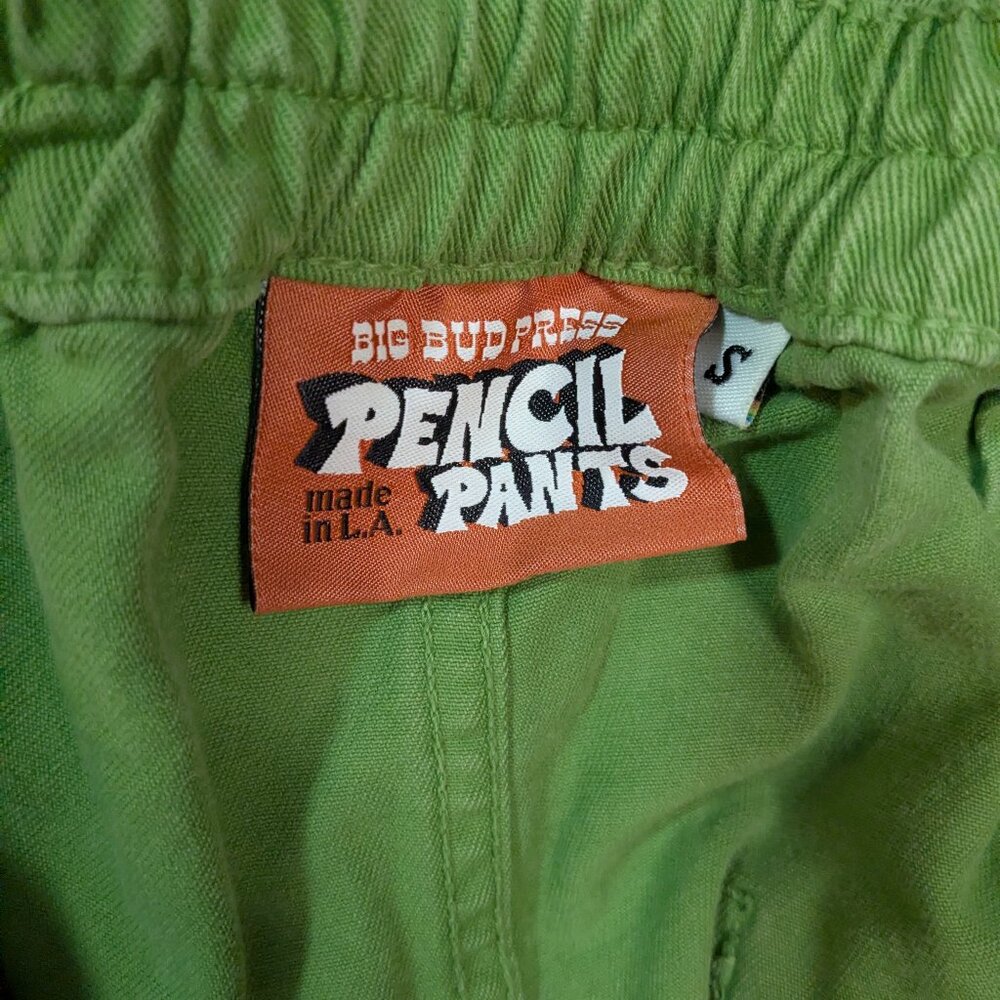 BIG BUD PRESS
PENCIL
PANTS
made
in L.A.
S